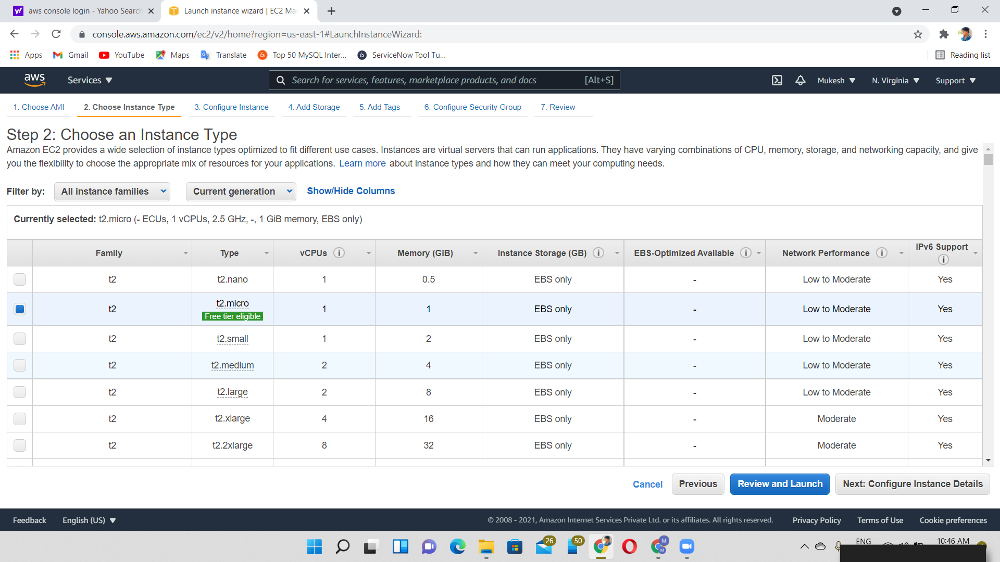 aws console login - Yahoo Search
Launch instance wizard | EC2 Ma
console.aws.amazon.com/ec2/v2/home?region=us-east-1#LaunchInstanceWizard:
Apps Gmail YouTube Maps Translate Top 50 MySQL Inter... ServiceNow Tool Tu... Reading list
aws Services Search for services, features, marketplace products, and docs [Alt+S] Mukesh N. Virginia Support
1. Choose AMI 2. Choose Instance Type 3. Configure Instance 4. Add Storage 5. Add Tags 6. Configure Security Group 7. Review
Step 2: Choose an Instance Type
Amazon EC2 provides a wide selection of instance types optimized to fit different use cases. Instances are virtual servers that can run applications. They have varying combinations of CPU, memory, storage, and networking capacity, and give
you the flexibility to choose the appropriate mix of resources for your applications. Learn more about instance types and how they can meet your computing needs.
Filter by: All instance families Current generation Show/Hide Columns
Currently selected: t2.micro (- ECUs, 1 vCPUs, 2.5 GHz, -, 1 GiB memory, EBS only)
Family Type vCPUs Memory (GiB) Instance Storage (GB) EBS-Optimized Available Network Performance IPv6 Support
t2 t2.nano 1 0.5 EBS only - Low to Moderate Yes
t2 t2.micro 1 1 EBS only - Low to Moderate Yes
Free tier eligible
t2 t2.small 1 2 EBS only - Low to Moderate Yes
t2 t2.medium 2 4 EBS only - Low to Moderate Yes
t2 t2.large 2 8 EBS only - Low to Moderate Yes
t2 t2.xlarge 4 16 EBS only - Moderate Yes
t2 t2.2xlarge 8 32 EBS only - Moderate Yes
Cancel Previous Review and Launch Next: Configure Instance Details
Feedback English (US) © 2008 - 2021, Amazon Internet Services Private Ltd. or its affiliates. All rights reserved. Privacy Policy Terms of Use Cookie preferences
26 50 M M ENG 10:46 AM